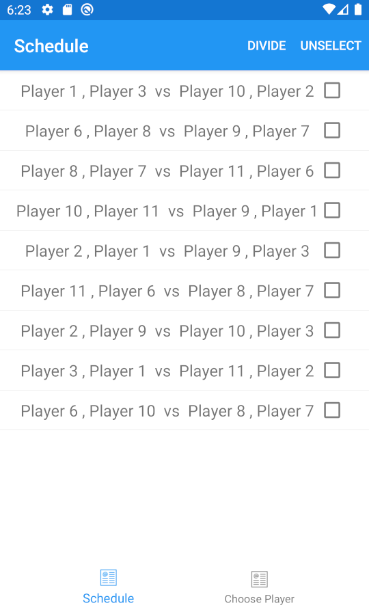 6:23
Schedule DIVIDE UNSELECT
Player 1 , Player 3 vs Player 10 , Player 2
Player 6 , Player 8 vs Player 9 , Player 7
Player 8 , Player 7 vs Player 11 , Player 6
Player 10 , Player 11 vs Player 9 , Player 1
Player 2 , Player 1 vs Player 9 , Player 3
Player 11 , Player 6 vs Player 8 , Player 7
Player 2 , Player 9 vs Player 10 , Player 3
Player 3 , Player 1 vs Player 11 , Player 2
Player 6 , Player 10 vs Player 8 , Player 7
Schedule Choose Player